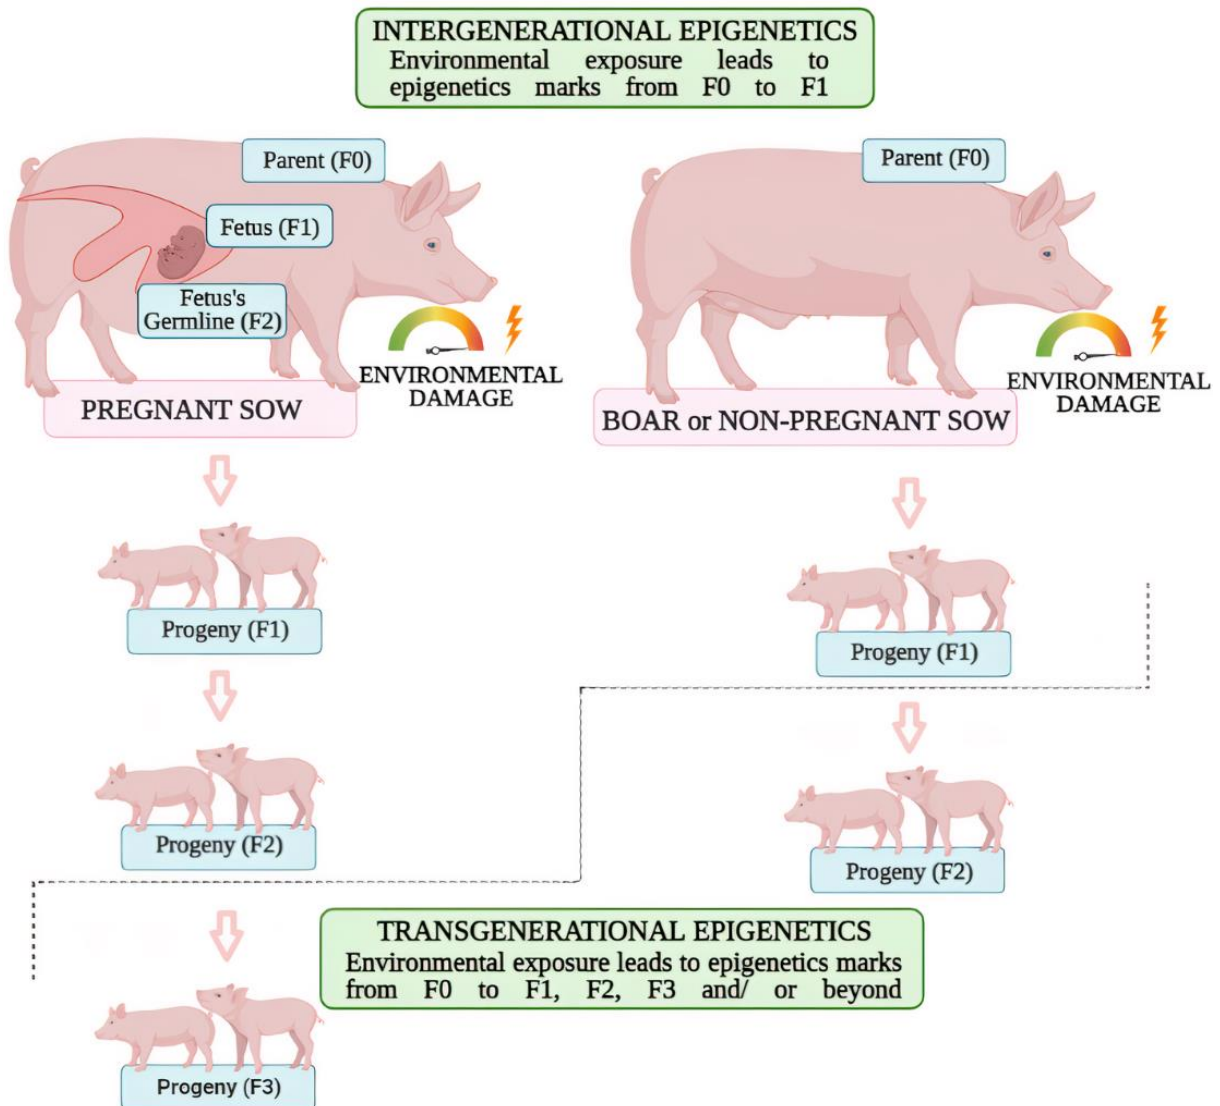 INTERGENERATIONAL EPIGENETICS
Environmental exposure leads to
epigenetics marks from F0 to F1
Parent (F0)
Fetus (F1)
Fetus's
Germline (F2)
ENVIRONMENTAL
DAMAGE
PREGNANT SOW
Parent (F0)
ENVIRONMENTAL
DAMAGE
BOAR or NON-PREGNANT SOW
Progeny (F1)
Progeny (F1)
Progeny (F2)
Progeny (F2)
TRANSGENERATIONAL EPIGENETICS
Environmental exposure leads to epigenetics marks
from F0 to F1, F2, F3 and/ or beyond
Progeny (F3)